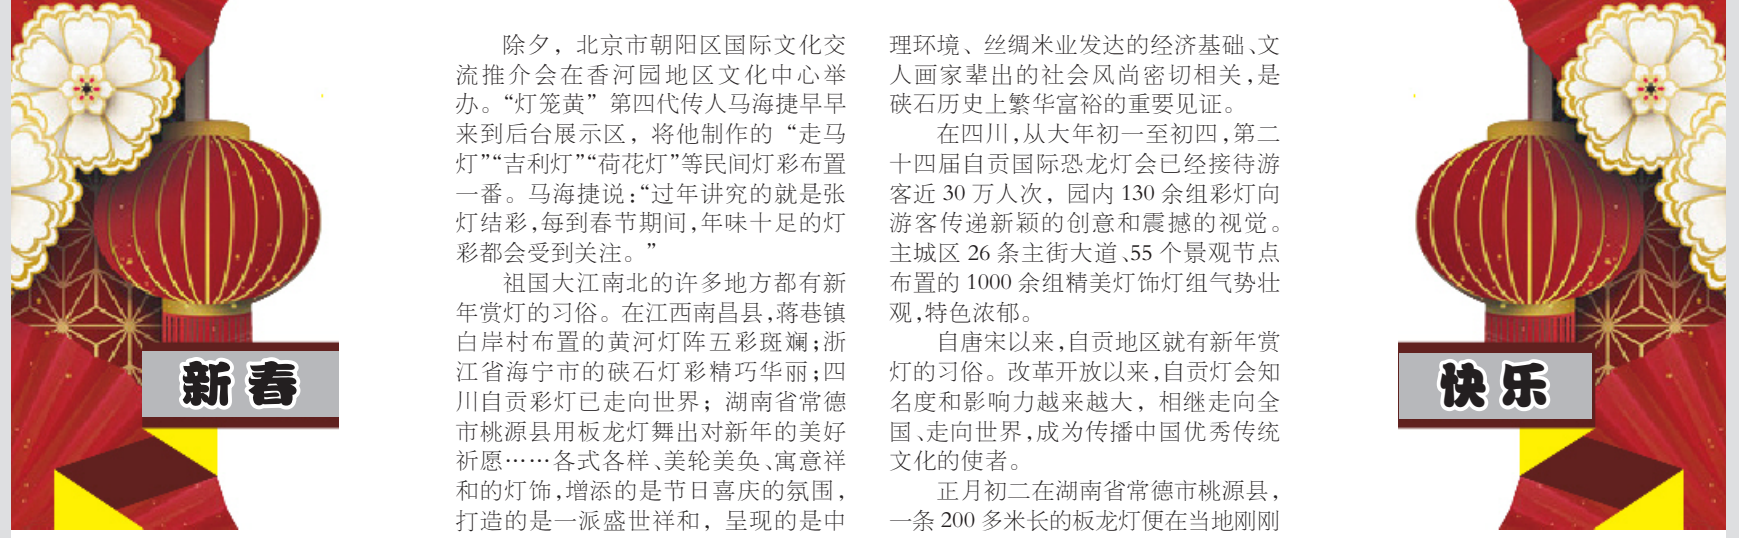 新春
除夕，北京市朝阳区国际文化交
流推介会在香河园地区文化中心举
办。“灯笼黄”第四代传人马海捷早早
来到后台展示区，将他制作的“走马
灯”“吉利灯”“荷花灯”等民间灯彩布置
一番。马海捷说：“过年讲究的就是张
灯结彩，每到春节期间，年味十足的灯
彩都会受到关注。”
祖国大江南北的许多地方都有新
年赏灯的习俗。在江西南昌县，蒋巷镇
白岸村布置的黄河灯阵五彩斑斓；浙
江省海宁市的硖石灯彩精巧华丽；四
川自贡彩灯已走向世界；湖南省常德
市桃源县用板龙灯舞出对新年的美好
祈愿……各式各样、美轮美奂、寓意祥
和的灯饰，增添的是节日喜庆的氛围，
打造的是一派盛世祥和，呈现的是中
理环境、丝绸米业发达的经济基础、文
人画家辈出的社会风尚密切相关，是
硖石历史上繁华富裕的重要见证。
在四川，从大年初一至初四，第二
十四届自贡国际恐龙灯会已经接待游
客近30万人次，园内130余组彩灯向
游客传递新颖的创意和震撼的视觉。
主城区26条主街大道、55个景观节点
布置的1000余组精美灯饰灯组气势壮
观，特色浓郁。
自唐宋以来，自贡地区就有新年赏
灯的习俗。改革开放以来，自贡灯会知
名度和影响力越来越大，相继走向全
国、走向世界，成为传播中国优秀传统
文化的使者。
正月初二在湖南省常德市桃源县，
一条200多米长的板龙灯便在当地刚刚
快乐